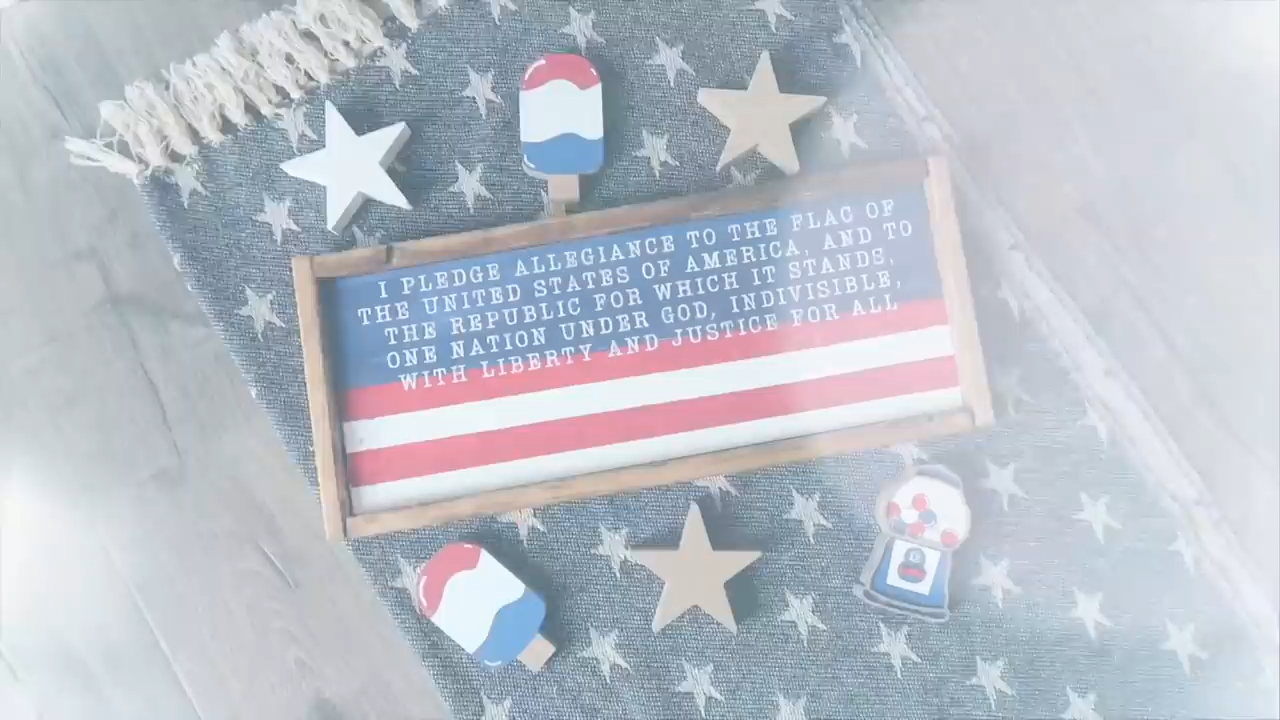 I PLEDGE ALLEGIANCE TO THE FLAG OF
THE UNITED STATES OF AMERICA, AND TO
THE REPUBLIC FOR WHICH IT STANDS,
ONE NATION UNDER GOD, INDIVISIBLE,
WITH LIBERTY AND JUSTICE FOR ALL